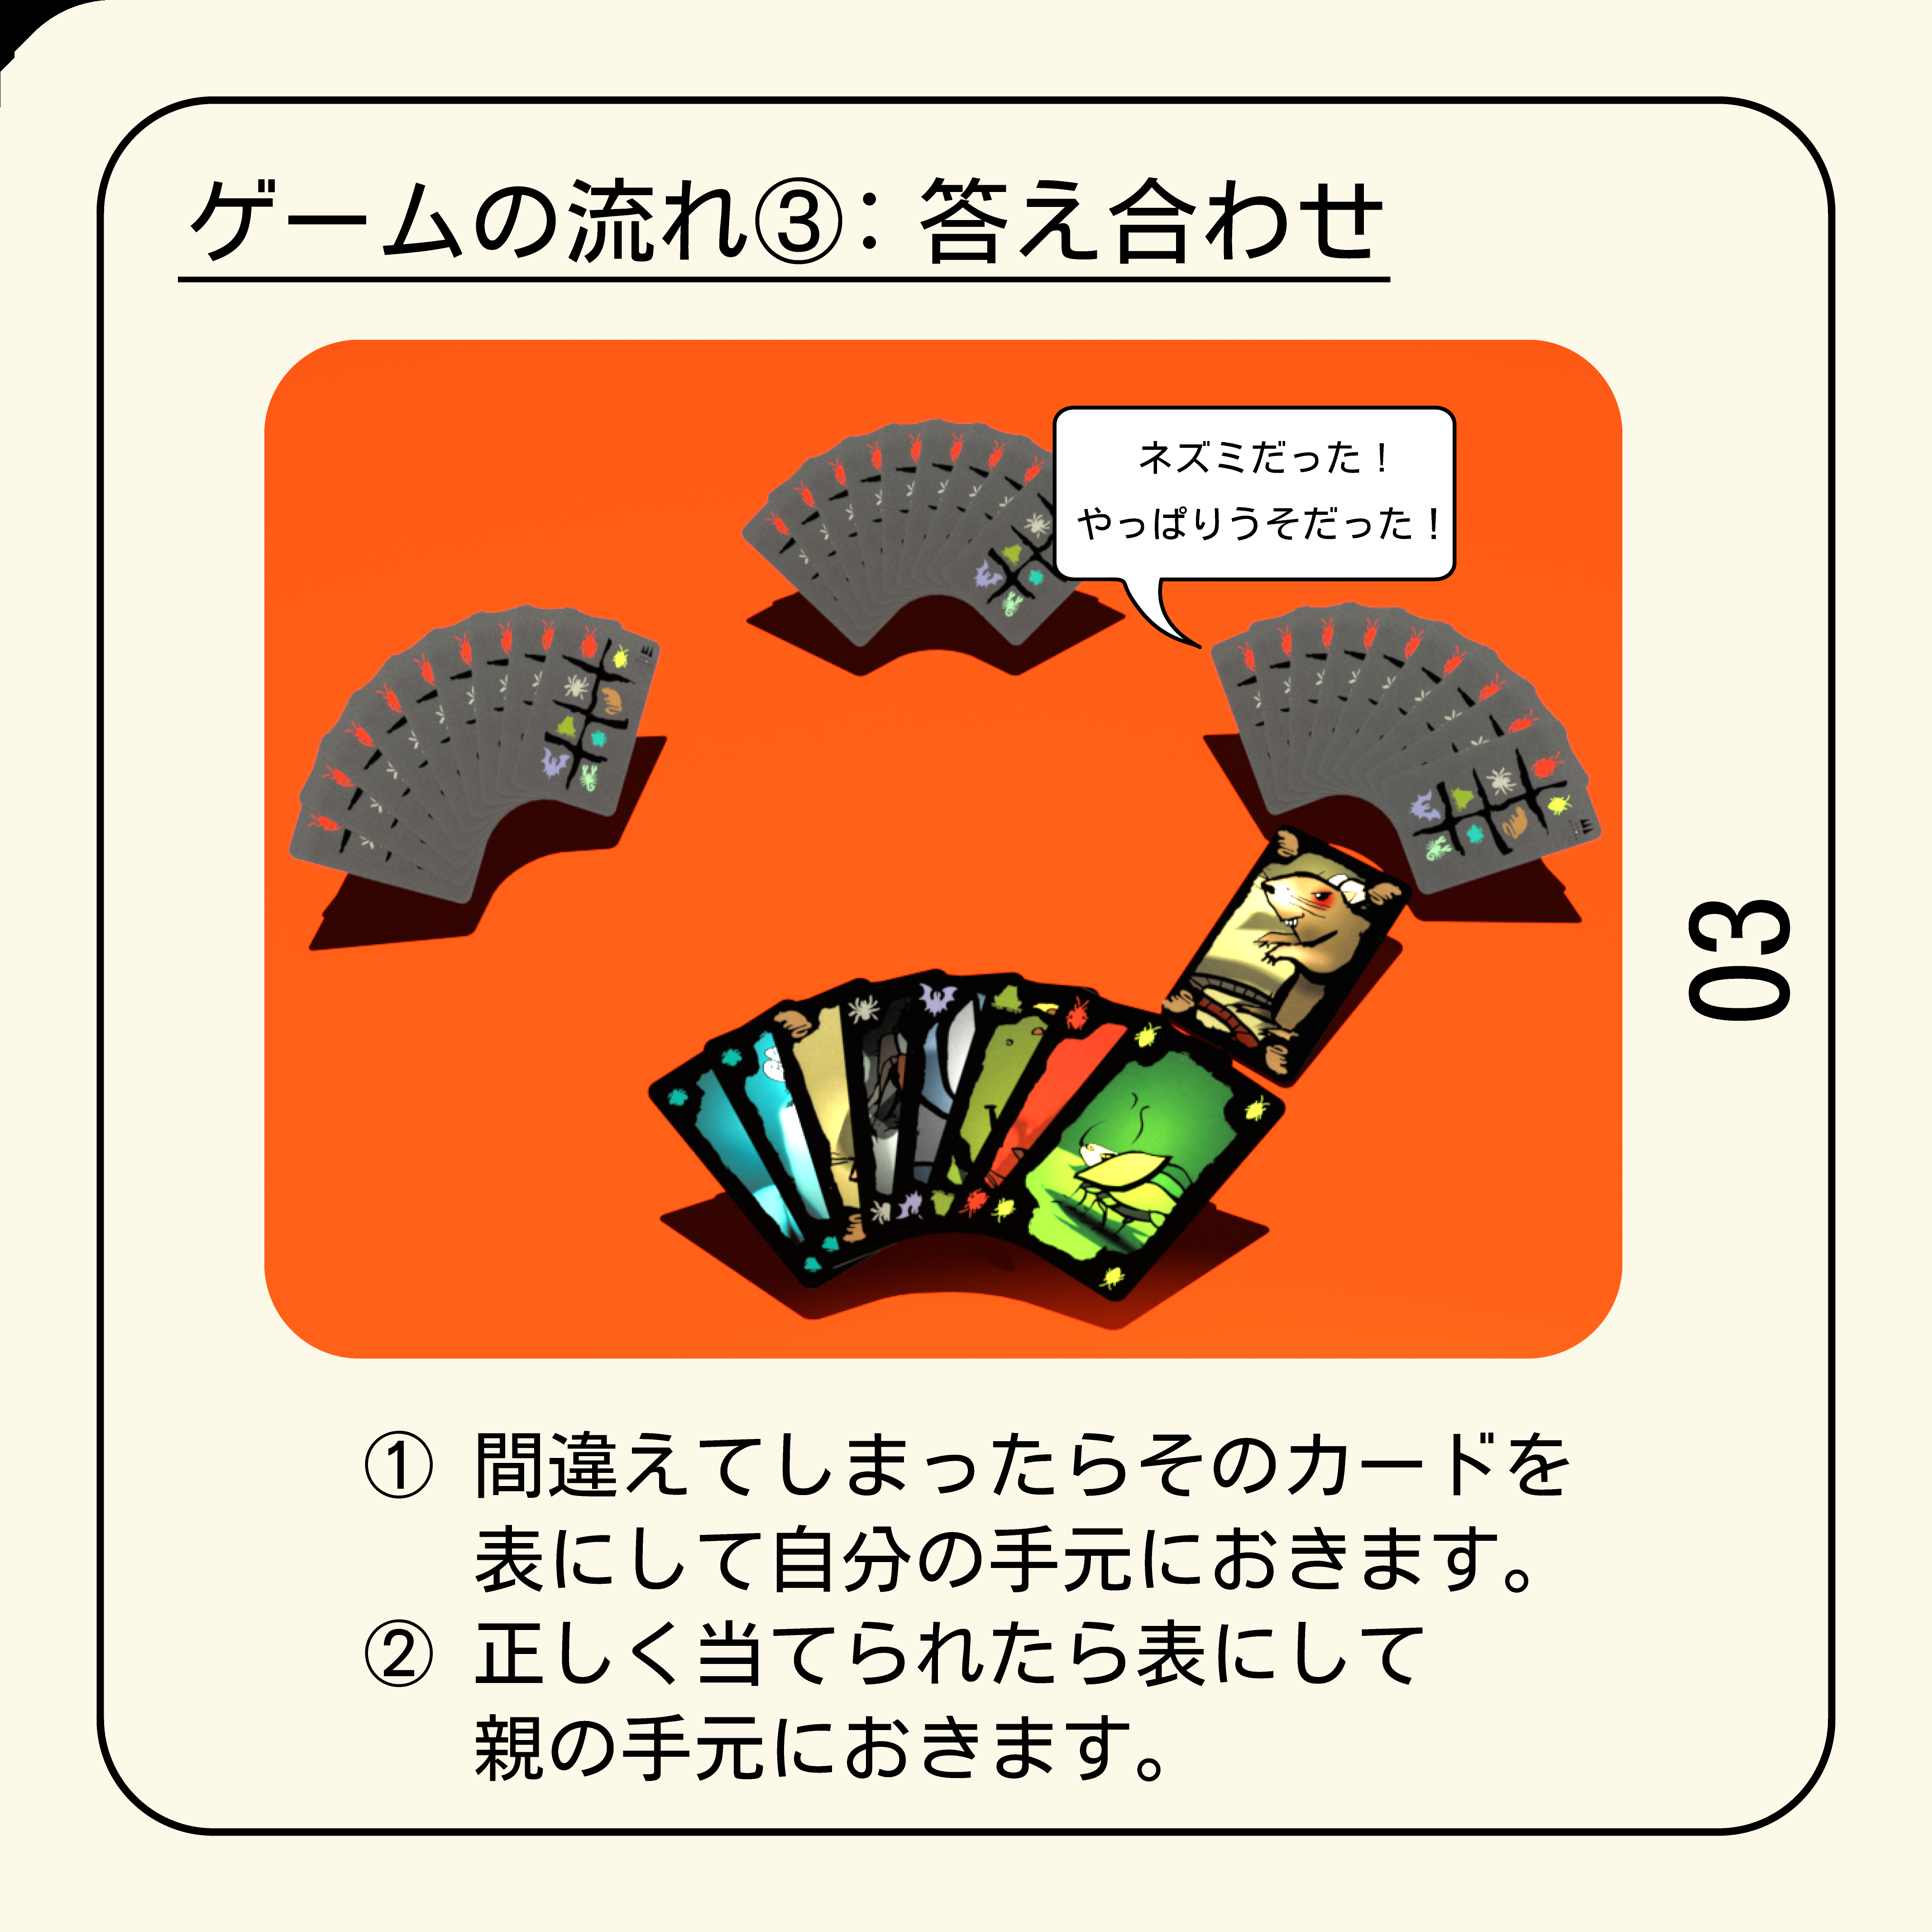 ゲームの流れ③：答え合わせ
ネズミだった！
やっぱりうそだった！
03
① 間違えてしまったらそのカードを
表にして自分の手元におきます。
② 正しく当てられたら表にして
親の手元におきます。